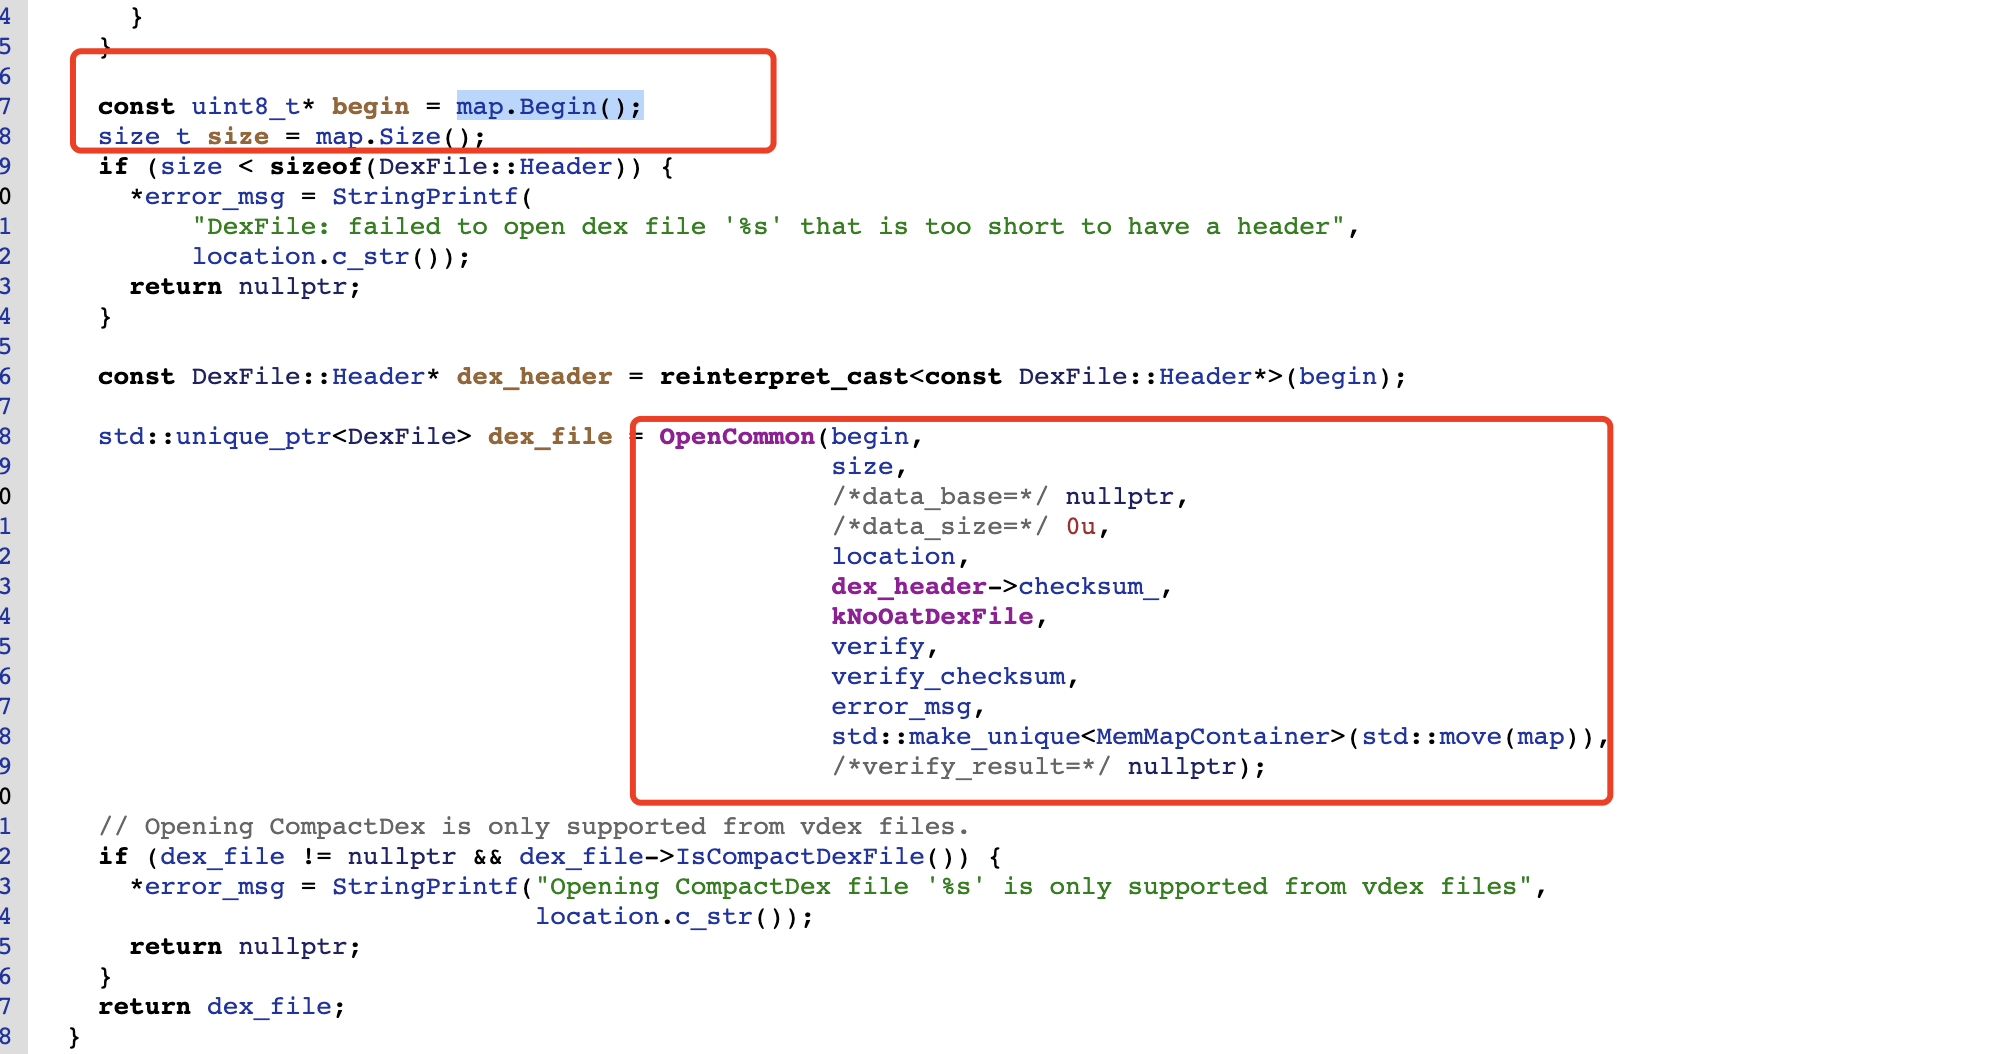 4         }
5       }
6
7       const uint8_t* begin = map.Begin();
8       size_t size = map.Size();
9       if (size < sizeof(DexFile::Header)) {
0         *error_msg = StringPrintf(
1             "DexFile: failed to open dex file '%s' that is too short to have a header",
2             location.c_str());
3         return nullptr;
4       }
5
6       const DexFile::Header* dex_header = reinterpret_cast<const DexFile::Header*>(begin);
7
8       std::unique_ptr<DexFile> dex_file = OpenCommon(begin,
9                                                      size,
0                                                      /*data_base=*/ nullptr,
1                                                      /*data_size=*/ 0u,
2                                                      location,
3                                                      dex_header->checksum_,
4                                                      kNoOatDexFile,
5                                                      verify,
6                                                      verify_checksum,
7                                                      error_msg,
8                                                      std::make_unique<MemMapContainer>(std::move(map)),
9                                                      /*verify_result=*/ nullptr);
0
1       // Opening CompactDex is only supported from vdex files.
2       if (dex_file != nullptr && dex_file->IsCompactDexFile()) {
3         *error_msg = StringPrintf("Opening CompactDex file '%s' is only supported from vdex files",
4                                   location.c_str());
5         return nullptr;
6       }
7       return dex_file;
8     }